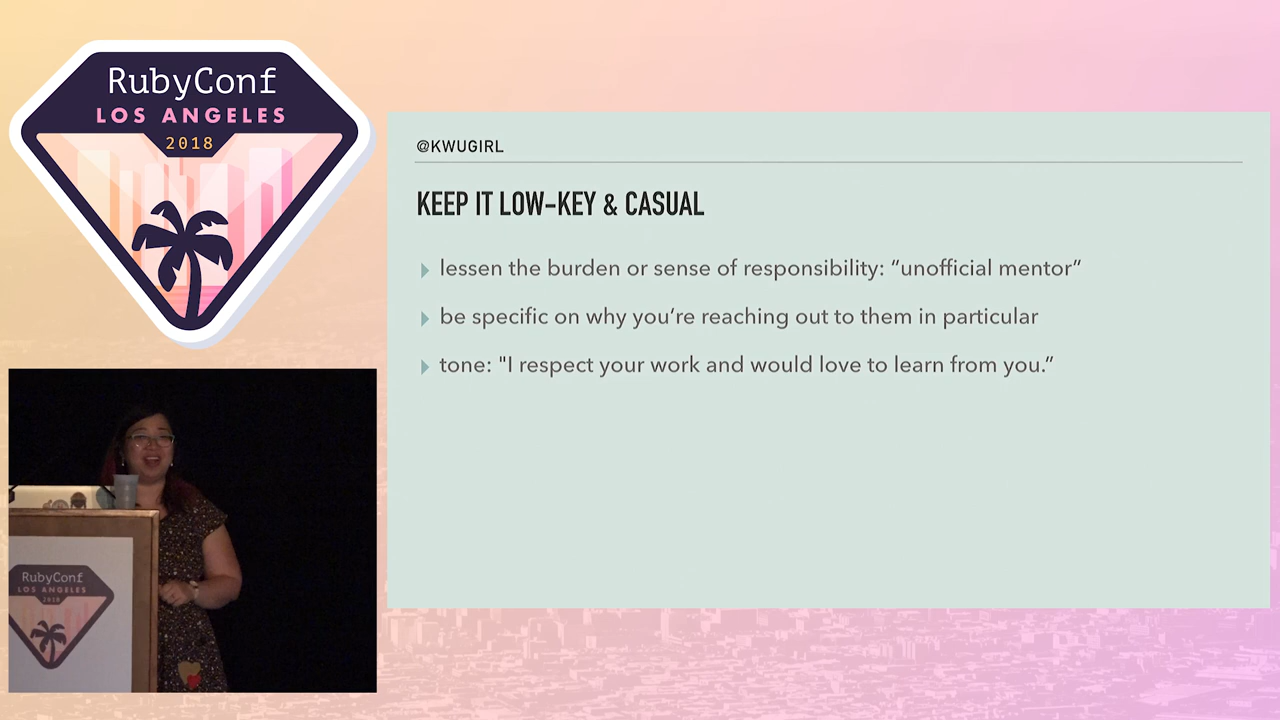 RubyConf
LOS ANGELES
2018
@KWUGIRL
KEEP IT LOW-KEY & CASUAL
lessen the burden or sense of responsibility: “unofficial mentor”
be specific on why you’re reaching out to them in particular
tone: "I respect your work and would love to learn from you.”
RubyConf
LOS ANGELES
2018